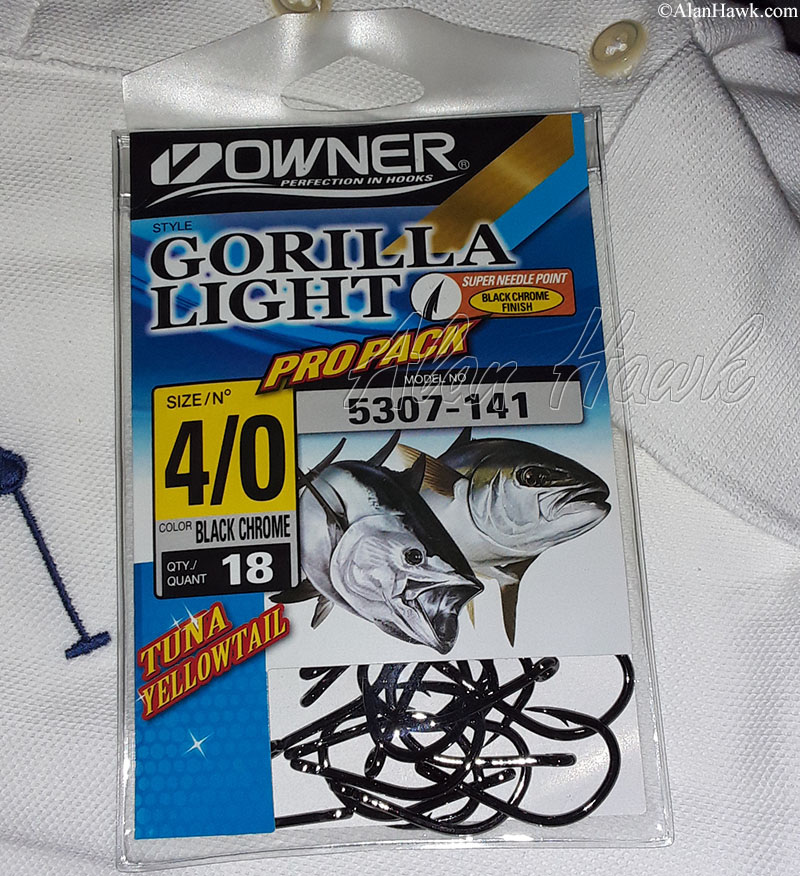 ©AlanHawk.com
OWNER®
PERFECTION IN HOOKS
STYLE
GORILLA
LIGHT
SUPER NEEDLE POINT
BLACK CHROME
FINISH
PRO PACK
Alan Hawk
MODEL NO
5307-141
SIZE/Nº
4/0
COLOR BLACK CHROME
QTY./
QUANT 18
TUNA
YELLOWTAIL